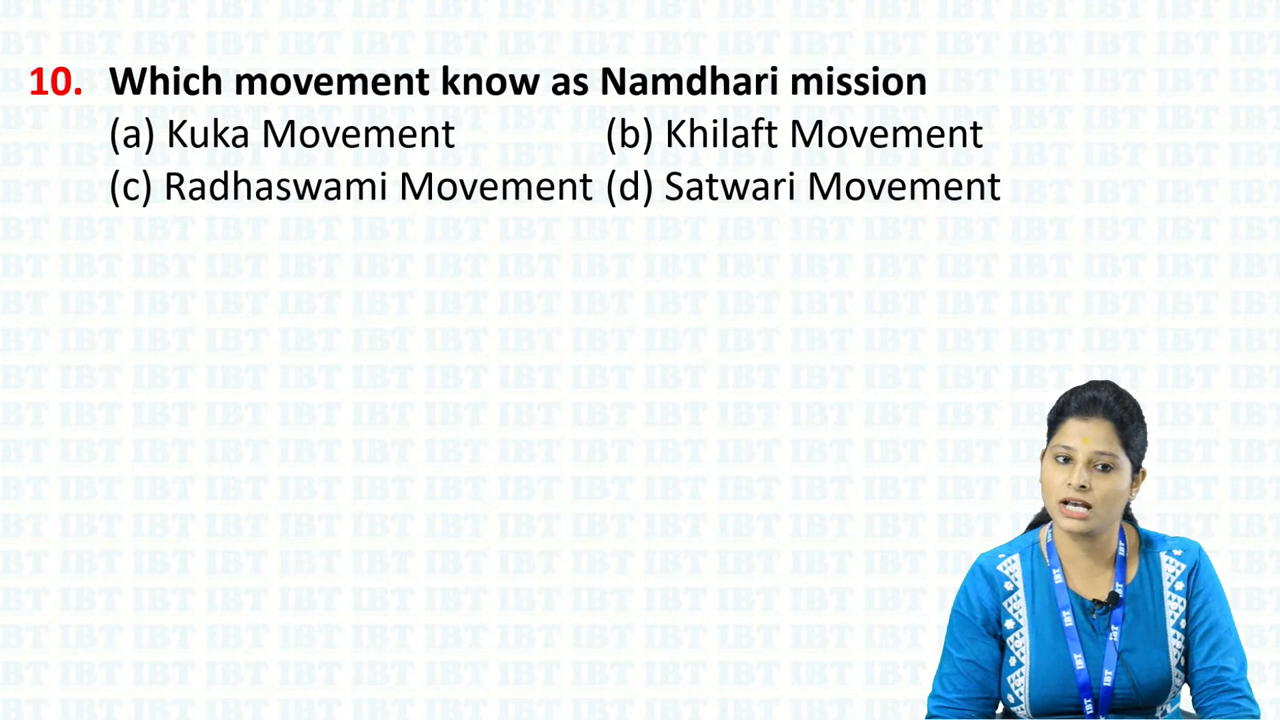 10. Which movement know as Namdhari mission
(a) Kuka Movement (b) Khilaft Movement
(c) Radhaswami Movement (d) Satwari Movement